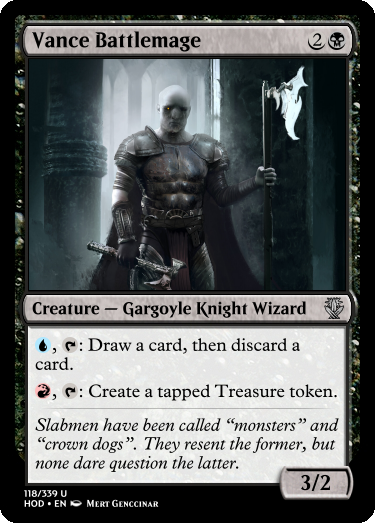 Vance Battlemage 2
Creature — Gargoyle Knight Wizard
, : Draw a card, then discard a
card.
, : Create a tapped Treasure token.
Slabmen have been called “monsters” and
“crown dogs”. They resent the former, but
none dare question the latter.
3/2
118/339 U
HOD • EN Mert Genccinar